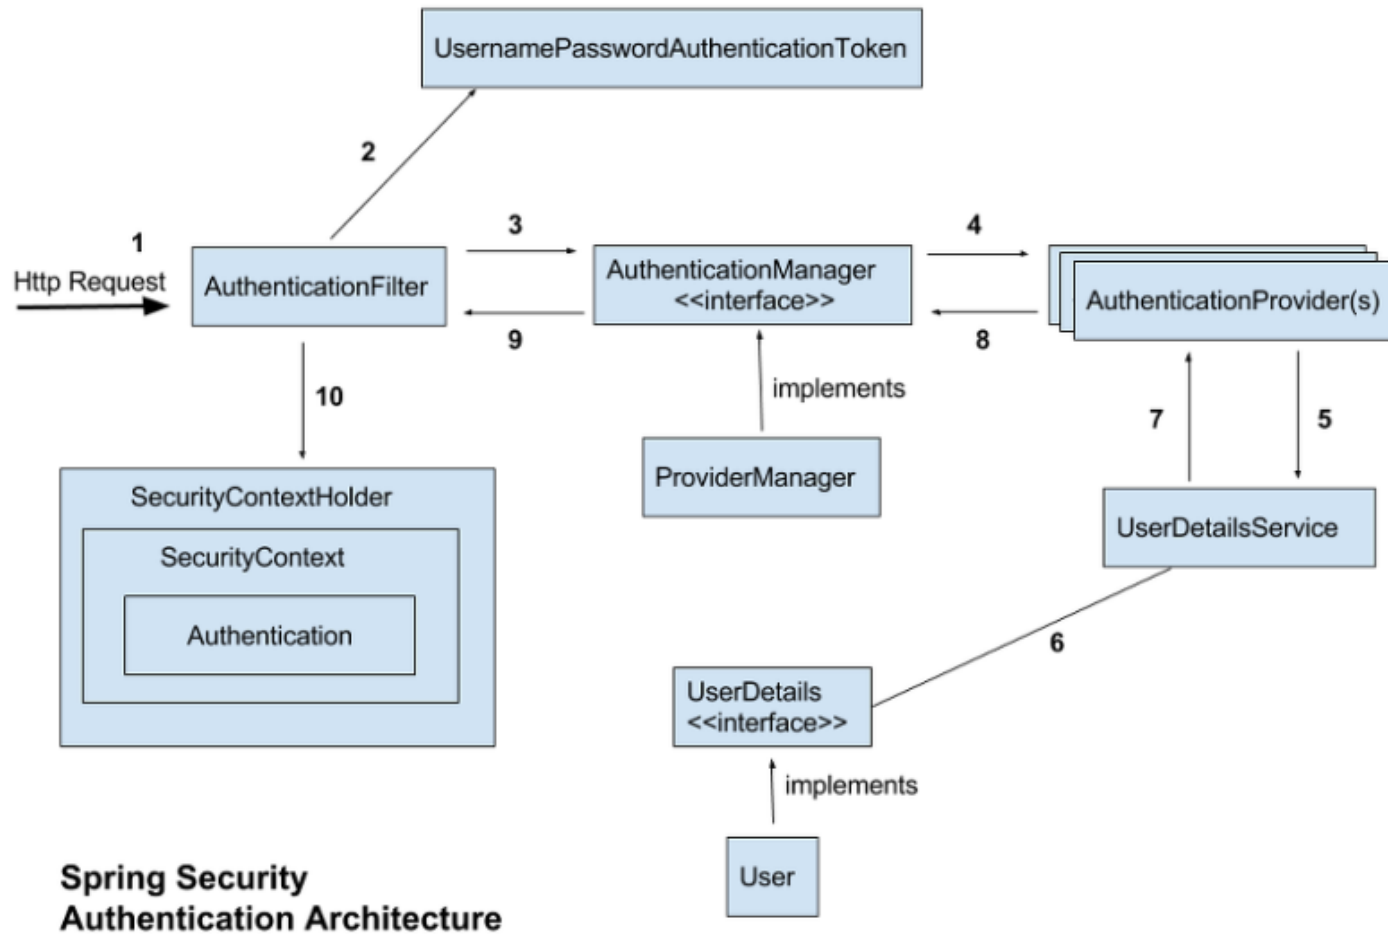 UsernamePasswordAuthenticationToken
2
1
Http Request
AuthenticationFilter
3
9
AuthenticationManager
<<interface>>
4
8
AuthenticationProvider(s)
implements
ProviderManager
7
5
UserDetailsService
10
SecurityContextHolder
SecurityContext
Authentication
6
UserDetails
<<interface>>
implements
User
Spring Security
Authentication Architecture